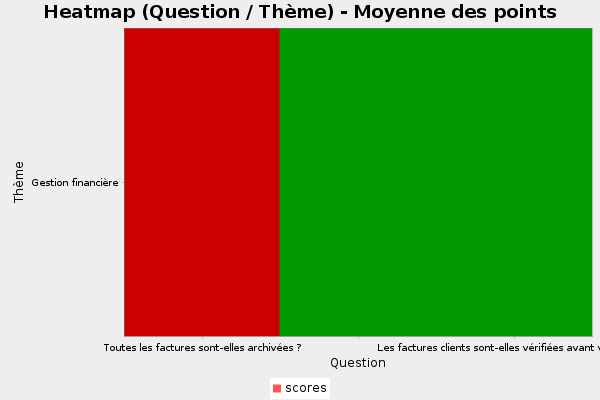 Heatmap (Question / Thème) - Moyenne des points
Thème
Gestion financière
Toutes les factures sont-elles archivées ?
Les factures clients sont-elles vérifiées avant
Question
scores